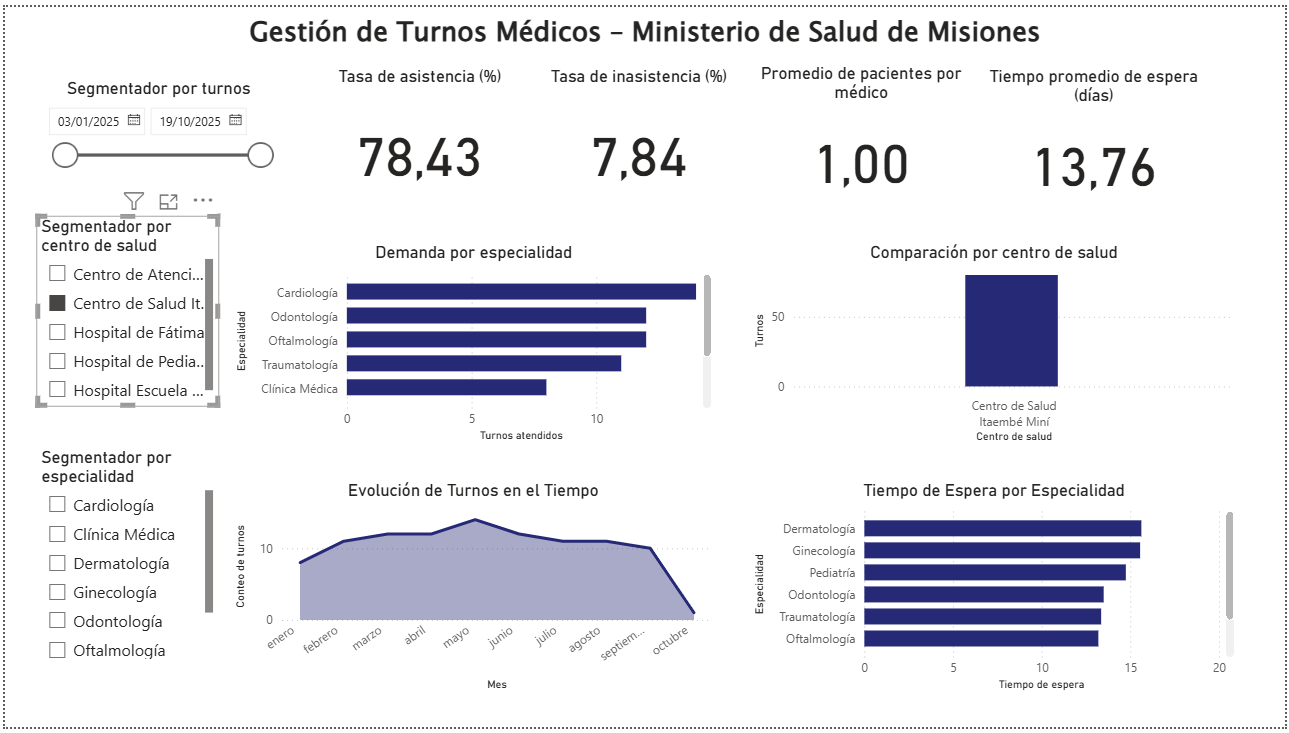 Gestión de Turnos Médicos – Ministerio de Salud de Misiones
Segmentador por turnos
03/01/2025
19/10/2025
Tasa de asistencia (%)
78,43
Tasa de inasistencia (%)
7,84
Promedio de pacientes por
médico
1,00
Tiempo promedio de espera
(días)
13,76
Segmentador por
centro de salud
Centro de Atenci...
Centro de Salud It.
Hospital de Fátima
Hospital de Pedia..
Hospital Escuela ...
Demanda por especialidad
Especialidad
Cardiología
Odontología
Oftalmología
Traumatología
Clínica Médica
0
5
10
Turnos atendidos
Comparación por centro de salud
Turnos
50
0
Centro de Salud
Itaembé Miní
Centro de salud
Segmentador por
especialidad
Cardiología
Clínica Médica
Dermatología
Ginecología
Odontología
Oftalmología
Evolución de Turnos en el Tiempo
Conteo de turnos
10
0
enero
febrero
marzo
abril
mayo
junio
julio
agosto
septiem...
octubre
Mes
Tiempo de Espera por Especialidad
Especialidad
Dermatología
Ginecología
Pediatría
Odontología
Traumatología
Oftalmología
0
5
10
15
20
Tiempo de espera